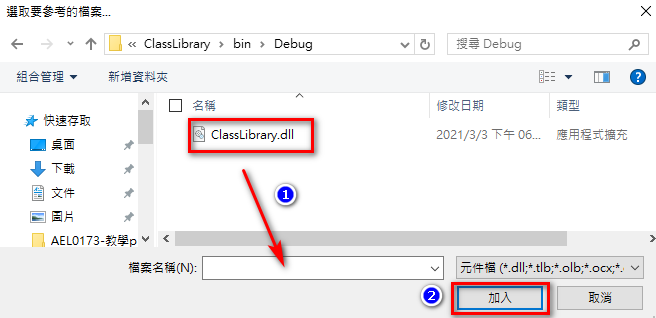 選取要參考的檔案...
« ClassLibrary › bin › Debug
搜尋 Debug
組合管理 新增資料夾
名稱 修改日期 類型
快速存取
ClassLibrary.dll 2021/3/3 下午 06... 應用程式擴充
桌面
下載
文件
圖片
AEL0173-教學p
1
檔案名稱(N): 元件檔 (*.dll;*.tlb;*.olb;*.ocx;*.
2 加入 取消